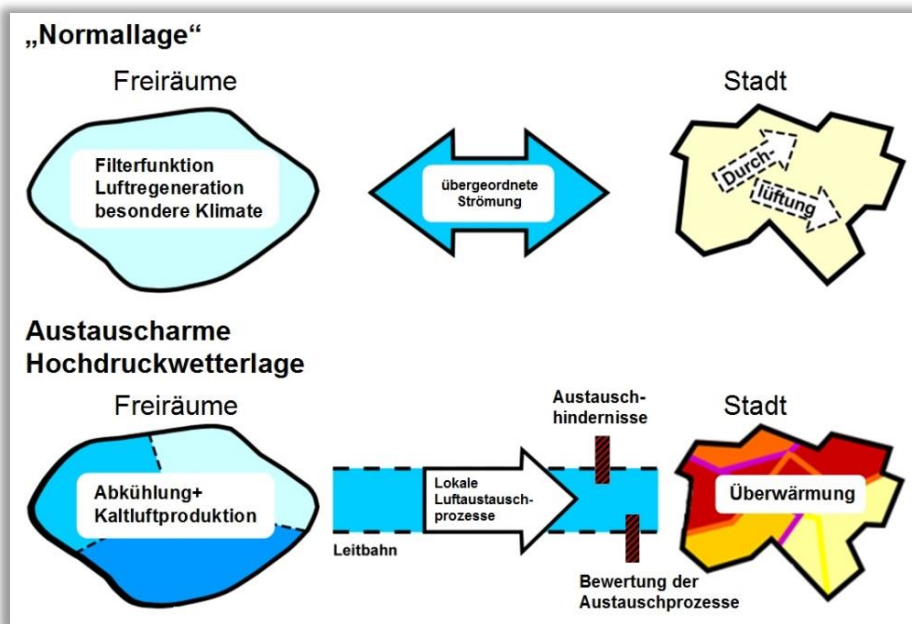 „Normallage“
Freiräume
Stadt
Filterfunktion
Luftregeneration
besondere Klimate
übergeordnete
Strömung
Durch-
lüftung
Austauscharme
Hochdruckwetterlage
Freiräume
Austausch-
hindernisse
Stadt
Abkühlung+
Kaltluftproduktion
Lokale
Luftaustausch-
prozesse
Überwärmung
Leitbahn
Bewertung der
Austauschprozesse